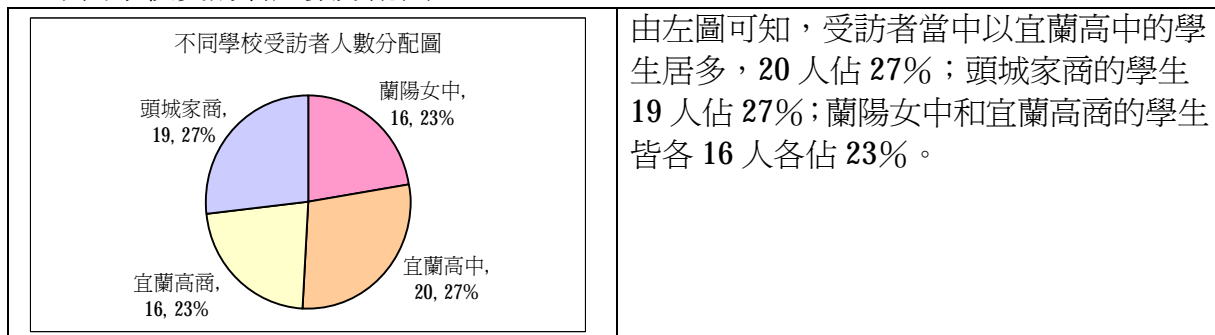 不同學校受訪者人數分配圖
頭城家商,
19, 27%
蘭陽女中,
16, 23%
宜蘭高商,
16, 23%
宜蘭高中,
20, 27%
由左圖可知，受訪者當中以宜蘭高中的學
生居多，20 人佔 27%；頭城家商的學生
19 人佔 27%；蘭陽女中和宜蘭高商的學生
皆各 16 人各佔 23%。